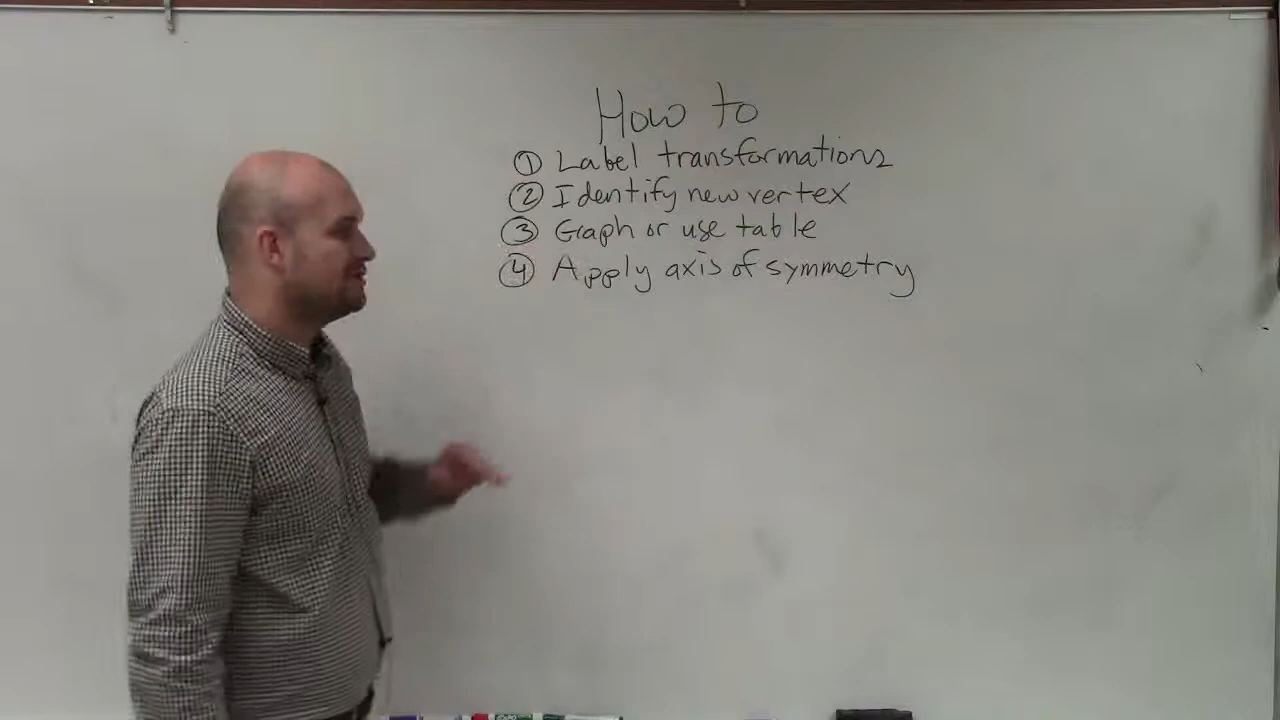 How to
① Label transformations
② Identify new vertex
③ Graph or use table
④ Apply axis of symmetry